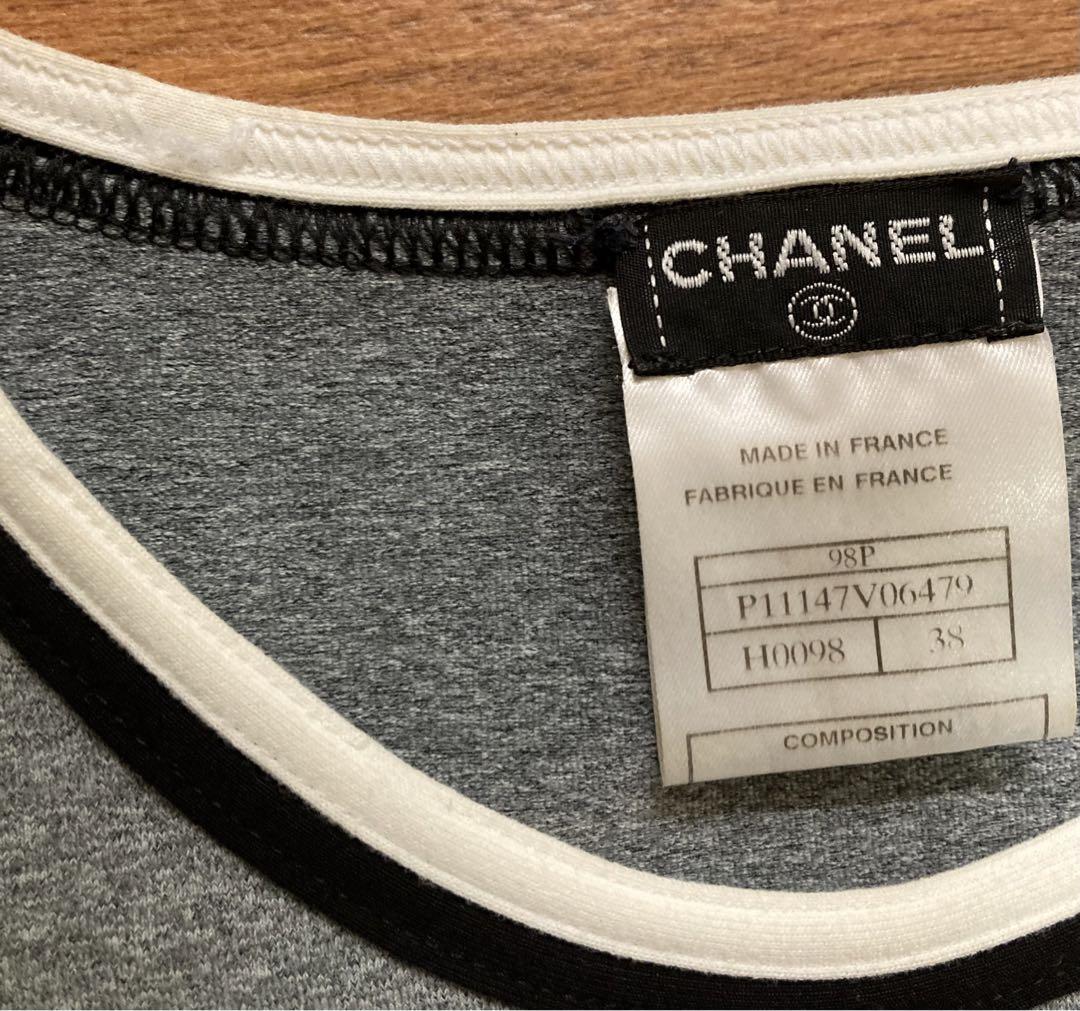 CHANEL
MADE IN FRANCE
FABRIQUE EN FRANCE
98P
P11147V06479
H0098 38
COMPOSITION